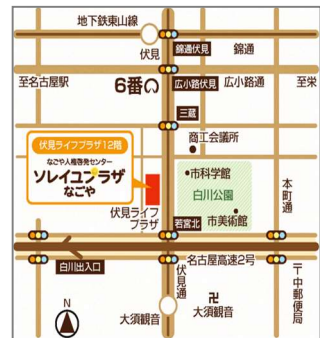 地下鉄東山線
伏見
錦通伏見
錦通
至名古屋駅
6番の
広小路伏見
広小路通
至栄
三蔵
商工会議所
伏見ライフプラザ12階
なごや人権啓発センター
ソレイユプラザ
なごや
市科学館
白川公園
市美術館
本町通
伏見ライフ
プラザ
若宮北
名古屋高速2号
白川出入口
伏見通
〒中郵便局
卍
大須観音
大須観音
N